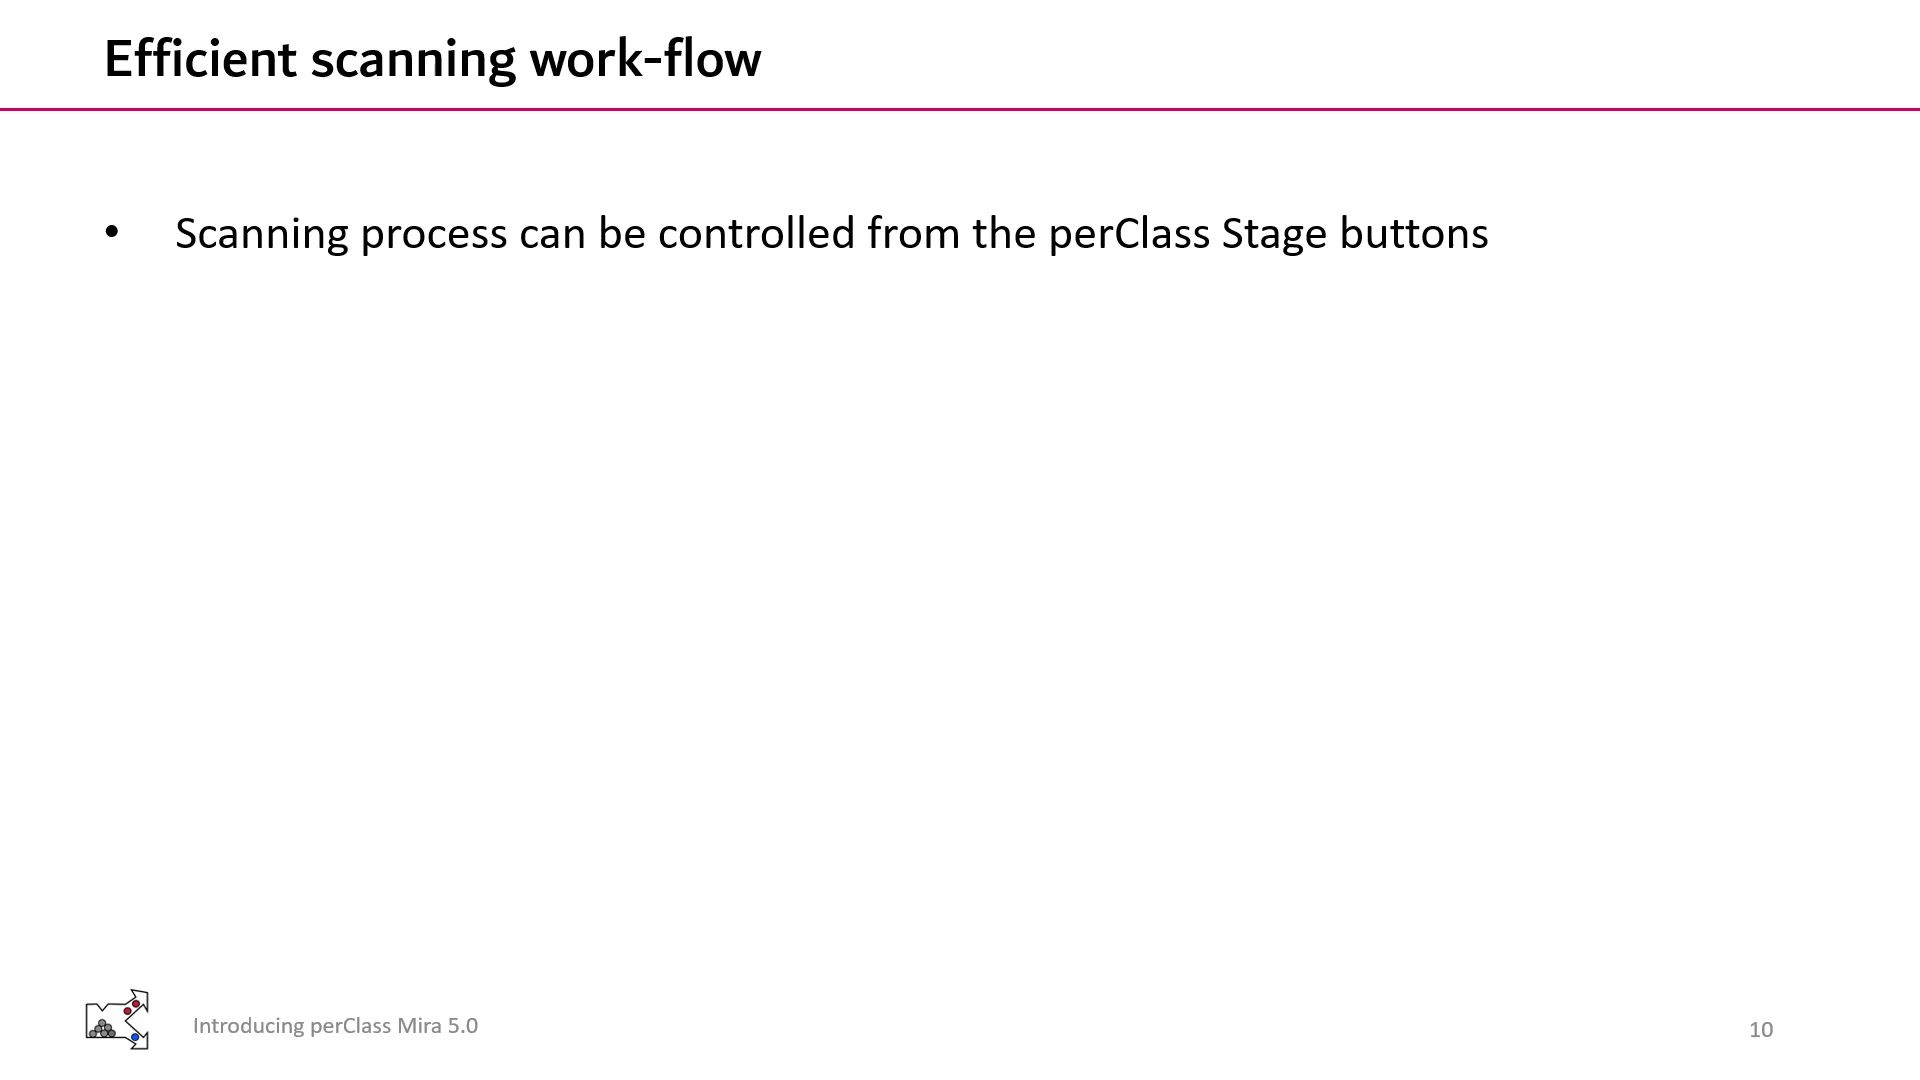 Efficient scanning work-flow
• Scanning process can be controlled from the perClass Stage buttons
Introducing perClass Mira 5.0
10